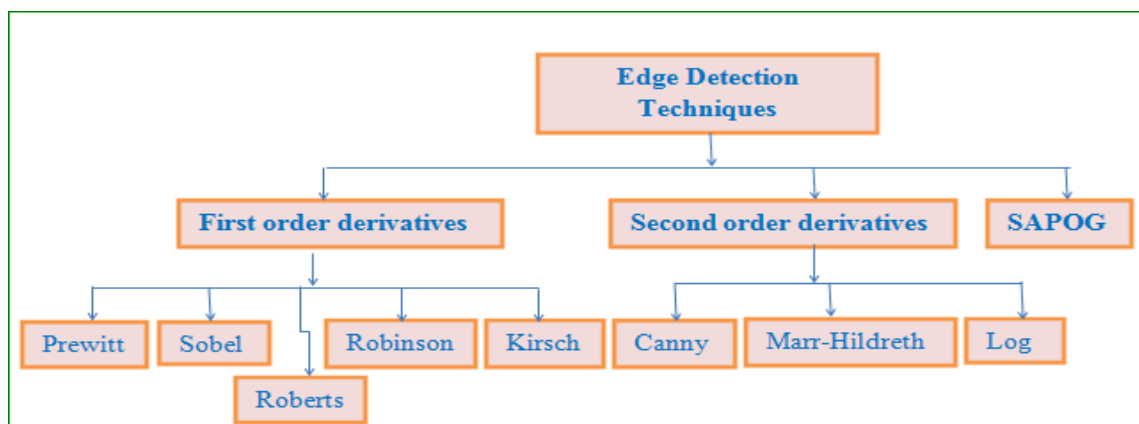 Edge Detection
Techniques
First order derivatives
Second order derivatives
SAPOG
Prewitt
Sobel
Roberts
Robinson
Kirsch
Canny
Marr-Hildreth
Log